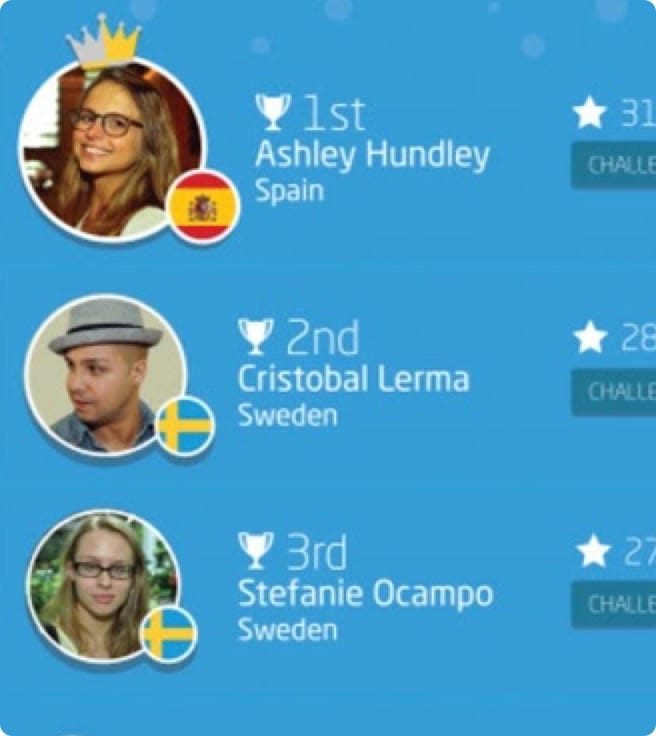 1st
31
Ashley Hundley
CHALLE
Spain
2nd
28
Cristobal Lerma
CHALLE
Sweden
3rd
27
Stefanie Ocampo
CHALLE
Sweden